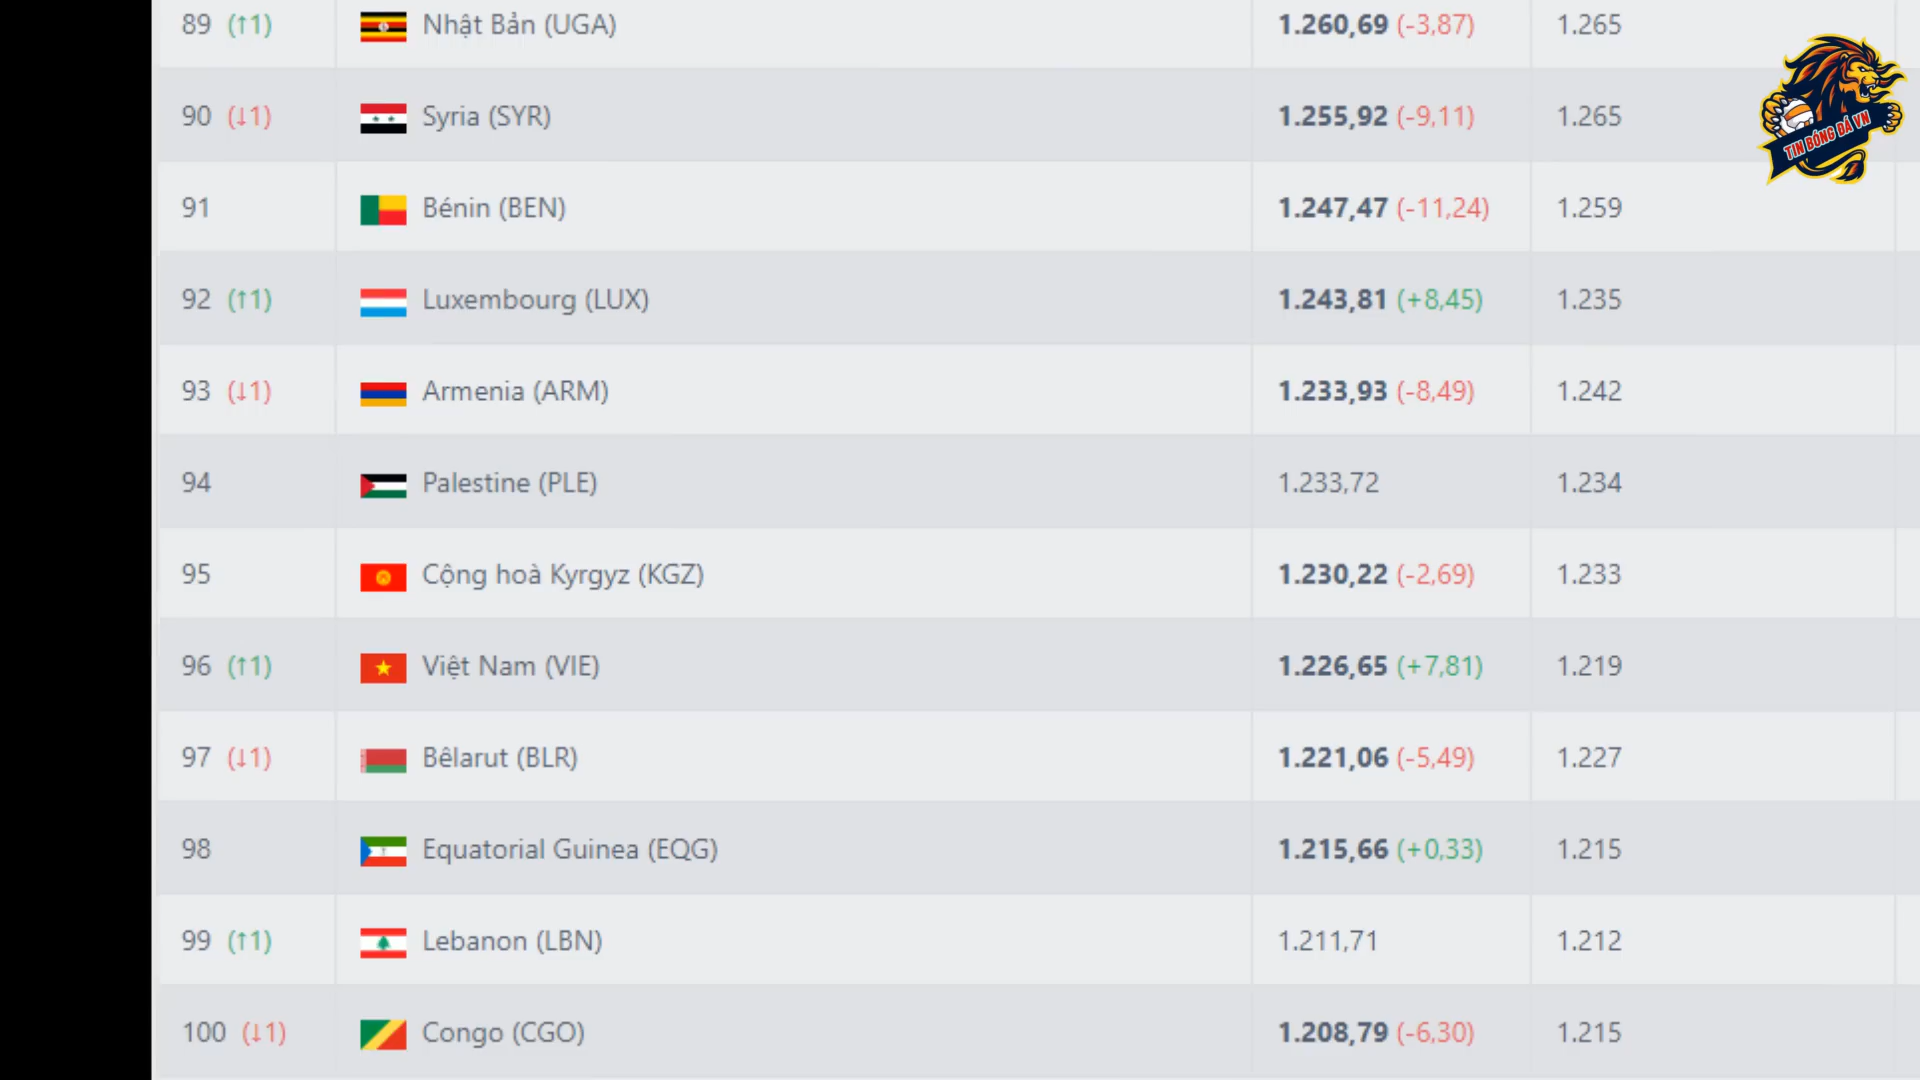 89 (↑1) Nhật Bản (UGA) 1.260,69 (-3,87) 1.265
90 (↓1) Syria (SYR) 1.255,92 (-9,11) 1.265
91 Bénin (BEN) 1.247,47 (-11,24) 1.259
92 (↑1) Luxembourg (LUX) 1.243,81 (+8,45) 1.235
93 (↓1) Armenia (ARM) 1.233,93 (-8,49) 1.242
94 Palestine (PLE) 1.233,72 1.234
95 Cộng hoà Kyrgyz (KGZ) 1.230,22 (-2,69) 1.233
96 (↑1) Việt Nam (VIE) 1.226,65 (+7,81) 1.219
97 (↓1) Bêlarut (BLR) 1.221,06 (-5,49) 1.227
98 Equatorial Guinea (EQG) 1.215,66 (+0,33) 1.215
99 (↑1) Lebanon (LBN) 1.211,71 1.212
100 (↓1) Congo (CGO) 1.208,79 (-6,30) 1.215
TIN BÓNG ĐÁ VN